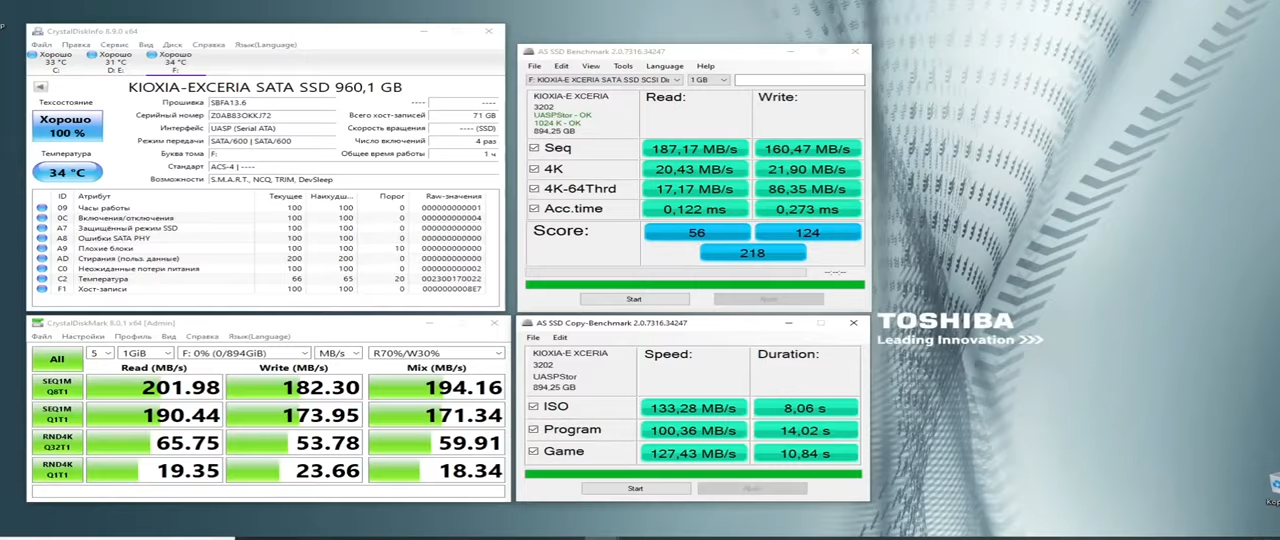 CrystalDiskInfo 8.9.0 x64
Файл Правка Сервис Вид Диск Справка Язык(Language)
Хорошо Хорошо Хорошо
33 °C 31 °C 34 °C
C: D: E: F:
KIOXIA-EXCERIA SATA SSD 960,1 GB
Техсостояние
Хорошо
100 %
Температура
34 °C
Прошивка SBFA13.6 ---- ----
Серийный номер Z0AB83OKKJ72 Всего хост-записей 71 GB
Интерфейс UASP (Serial ATA) Скорость вращения ---- (SSD)
Режим передачи SATA/600 | SATA/600 Число включений 4 раз
Буква тома F: Общее время работы 1 ч
Стандарт ACS-4 | ----
Возможности S.M.A.R.T., NCQ, TRIM, DevSleep
ID Атрибут Текущее Наихудш... Порог Raw-значения
09 Часы работы 100 100 0 000000000001
0C Включения/отключения 100 100 0 000000000004
A7 Защищённый режим SSD 100 100 0 000000000000
A8 Ошибки SATA PHY 100 100 0 000000000000
A9 Плохие блоки 100 100 10 000000000000
AD Стирания (польз. данные) 200 200 0 000000000000
C0 Неожиданные потери питания 100 100 0 000000000002
C2 Температура 66 65 20 002300170022
F1 Хост-записи 100 100 0 0000000008E7
AS SSD Benchmark 2.0.7316.34247
File Edit View Tools Language Help
F: KIOXIA-E XCERIA SATA SSD SCSI Di 1 GB
KIOXIA-E XCERIA
3202
UASPStor - OK
1024 K - OK
894,25 GB
Read: Write:
Seq 187,17 MB/s 160,47 MB/s
4K 20,43 MB/s 21,90 MB/s
4K-64Thrd 17,17 MB/s 86,35 MB/s
Acc.time 0,122 ms 0,273 ms
Score: 56 124
218
--:--:--
Start
CrystalDiskMark 8.0.1 x64 [Admin]
Файл Настройки Профиль Вид Справка Язык(Language)
All 5 1GiB F: 0% (0/894GiB) MB/s R70%/W30%
Read (MB/s) Write (MB/s) Mix (MB/s)
SEQ1M
Q8T1 201.98 182.30 194.16
SEQ1M
Q1T1 190.44 173.95 171.34
RND4K
Q32T1 65.75 53.78 59.91
RND4K
Q1T1 19.35 23.66 18.34
AS SSD Copy-Benchmark 2.0.7316.34247
File Edit
KIOXIA-E XCERIA
3202
UASPStor
894,25 GB
Speed: Duration:
ISO 133,28 MB/s 8,06 s
Program 100,36 MB/s 14,02 s
Game 127,43 MB/s 10,84 s
Start
TOSHIBA
Leading Innovation >>>